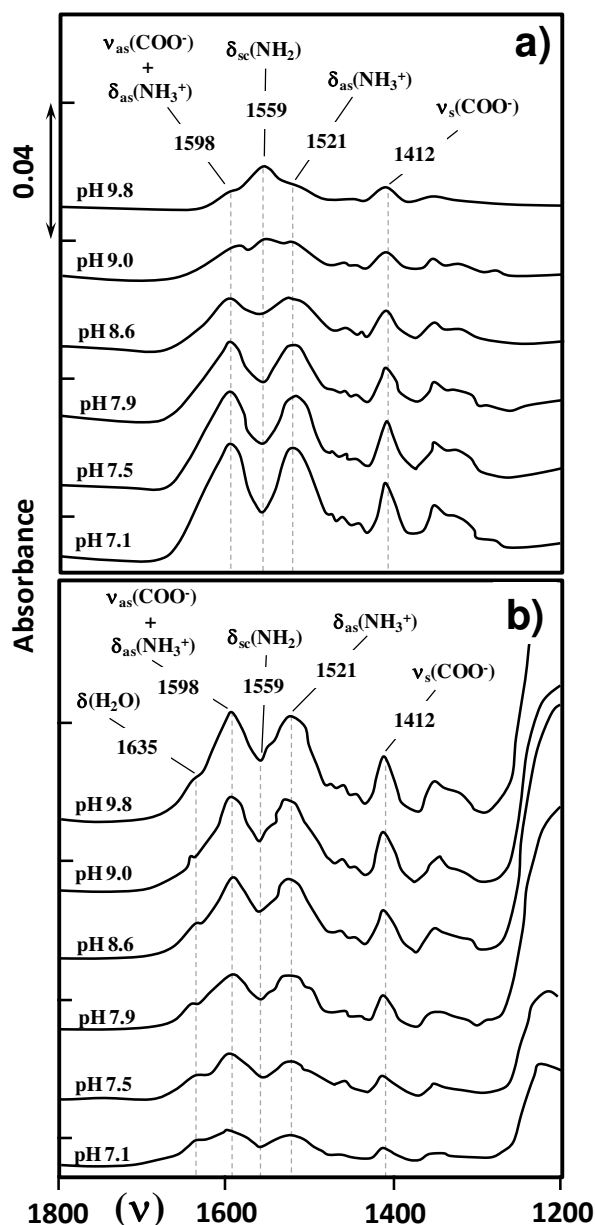 a)
νas(COO-)
+
δas(NH3+)
δsc(NH2)
δas(NH3+)
νs(COO-)
1598
1559
1521
1412
0.04
pH 9.8
pH 9.0
pH 8.6
pH 7.9
pH 7.5
pH 7.1
Absorbance
b)
νas(COO-)
+
δas(NH3+)
δsc(NH2)
δas(NH3+)
νs(COO-)
δ(H2O)
1635
1598
1559
1521
1412
pH 9.8
pH 9.0
pH 8.6
pH 7.9
pH 7.5
pH 7.1
1800 (ν) 1600 1400 1200